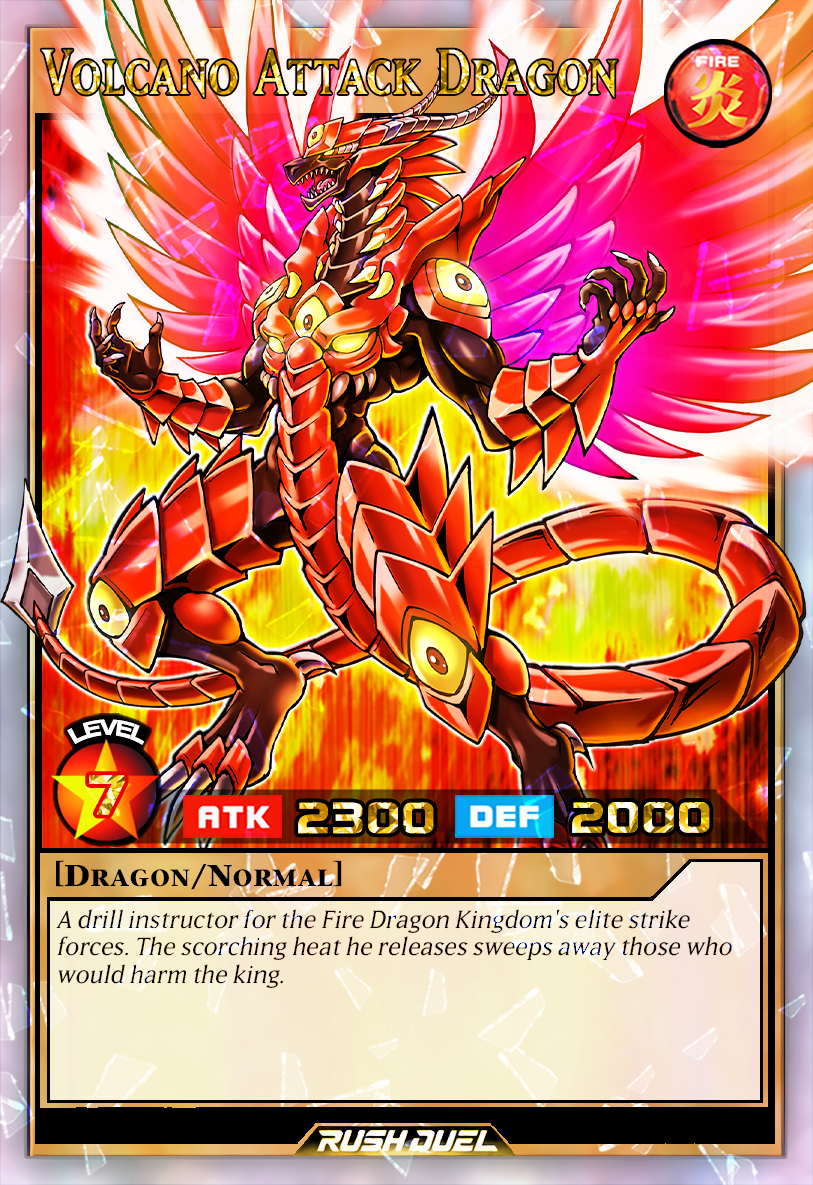 Volcano Attack Dragon
FIRE
炎
LEVEL
7
ATK 2300 DEF 2000
[Dragon/Normal]
A drill instructor for the Fire Dragon Kingdom's elite strike
forces. The scorching heat he releases sweeps away those who
would harm the king.
RUSH DUEL